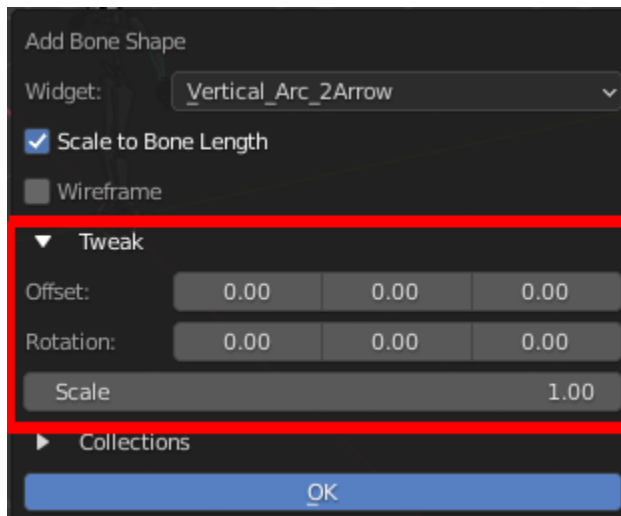 Add Bone Shape
Widget: Vertical_Arc_2Arrow
Scale to Bone Length
Wireframe
Tweak
Offset: 0.00 0.00 0.00
Rotation: 0.00 0.00 0.00
Scale 1.00
Collections
OK